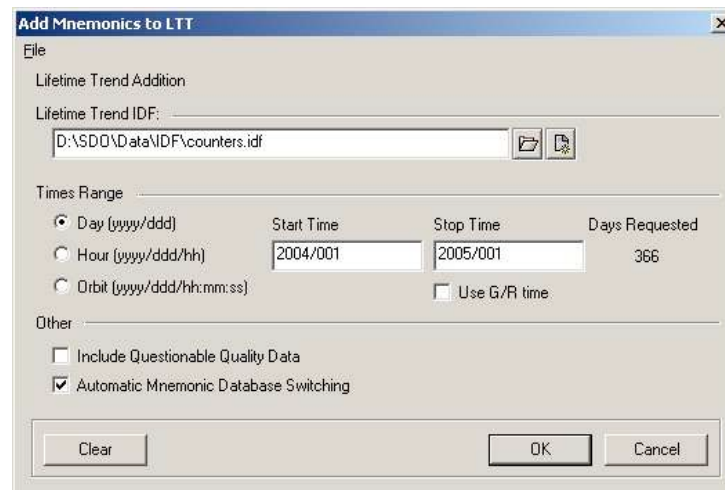 Add Mnemonics to LTT
File
Lifetime Trend Addition
Lifetime Trend IDF:
D:\SDO\Data\IDF\counters.idf
Times Range
Day (yyyy/ddd)
Start Time
Stop Time
Days Requested
Hour (yyyy/ddd/hh)
2004/001
2005/001
366
Orbit (yyyy/ddd/hh:mm:ss)
Use G/R time
Other
Include Questionable Quality Data
Automatic Mnemonic Database Switching
Clear
OK
Cancel